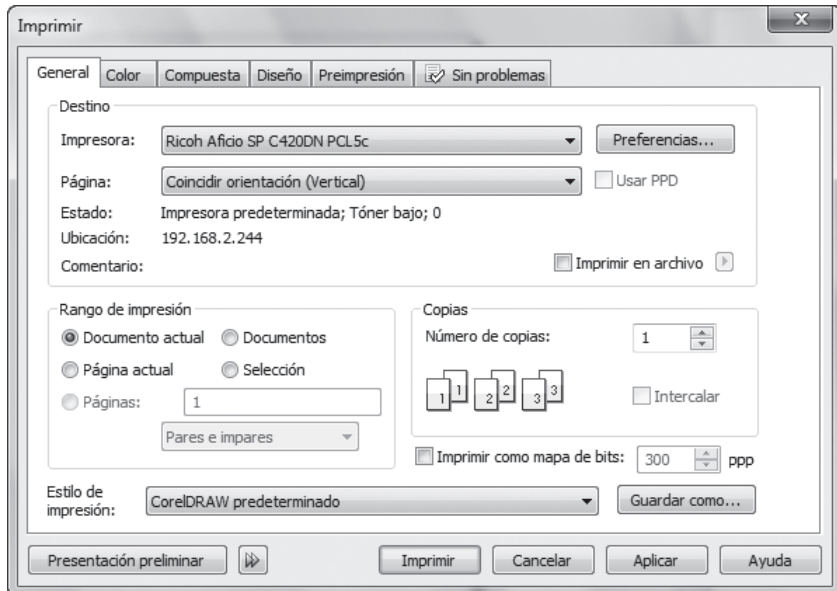 Imprimir
General Color Compuesta Diseño Preimpresión Sin problemas
Destino
Impresora: Ricoh Aficio SP C420DN PCL5c Preferencias...
Página: Coincidir orientación (Vertical) Usar PPD
Estado: Impresora predeterminada; Tóner bajo; 0
Ubicación: 192.168.2.244
Comentario: Imprimir en archivo
Rango de impresión
Documento actual Documentos
Página actual Selección
Páginas: 1
Pares e impares
Copias
Número de copias: 1
1 1 2 2 3 3 Intercalar
Imprimir como mapa de bits: 300 ppp
Estilo de
impresión: CorelDRAW predeterminado Guardar como...
Presentación preliminar Imprimir Cancelar Aplicar Ayuda